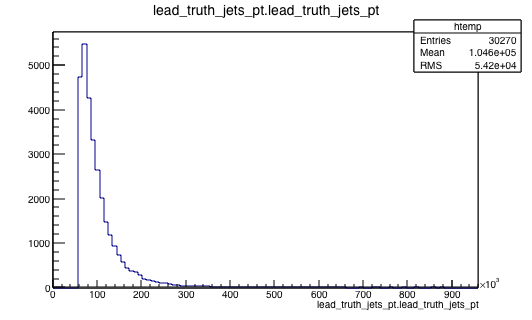 lead_truth_jets_pt.lead_truth_jets_pt
htemp
Entries 30270
Mean 1.046e+05
RMS 5.42e+04
5000
4000
3000
2000
1000
0
0 100 200 300 400 500 600 700 800 900
×10³
lead_truth_jets_pt.lead_truth_jets_pt